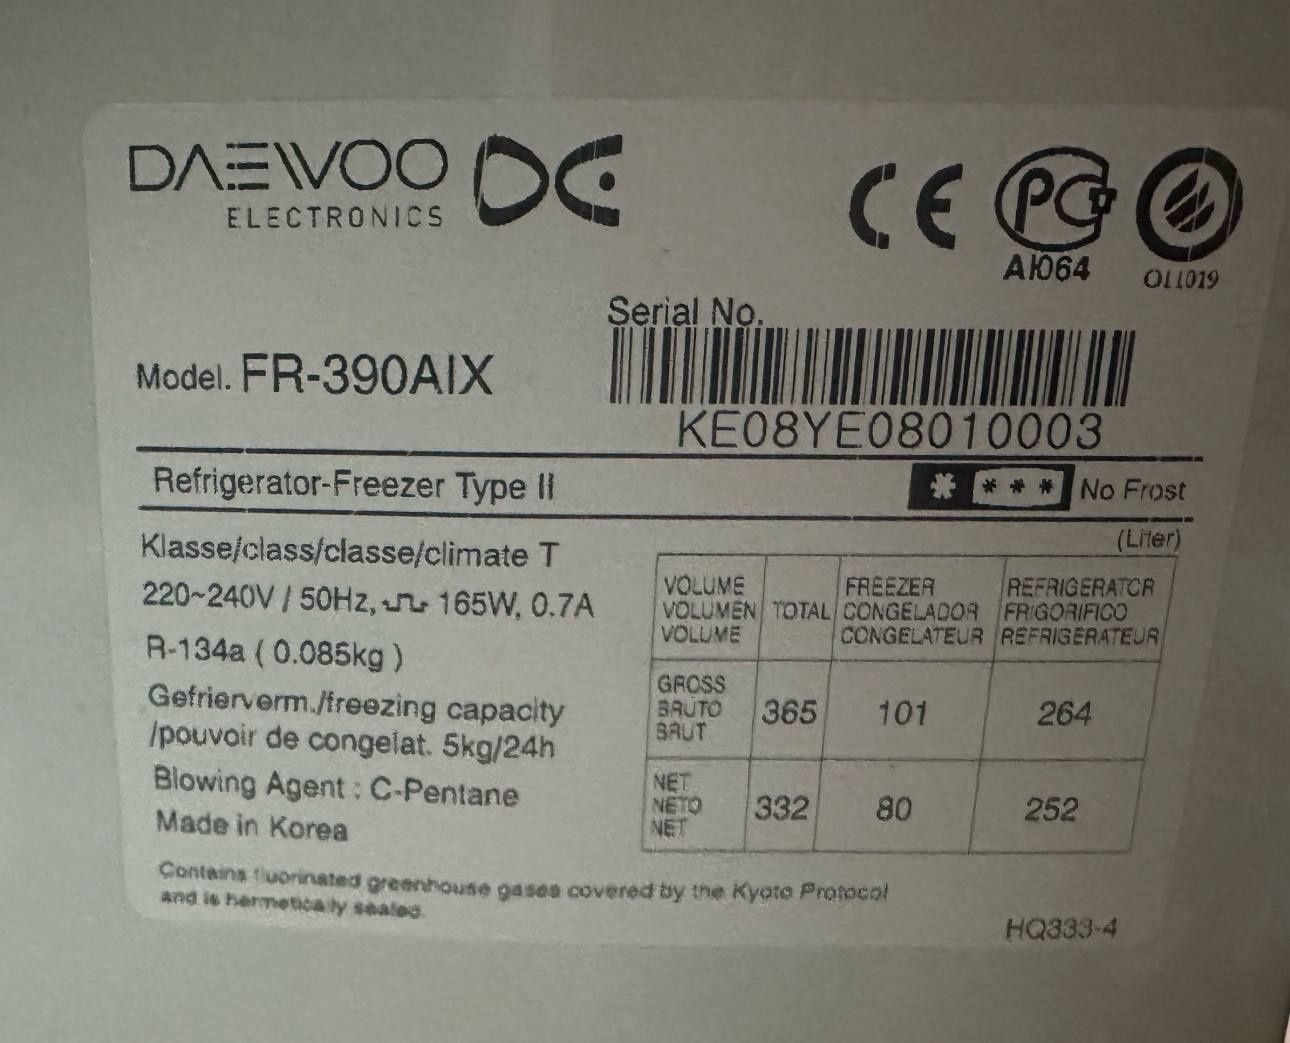 DAEWOO
ELECTRONICS
CE
PC
АЮ64
ОЦ019
Serial No.
Model. FR-390AIX
KE08YE08010003
Refrigerator-Freezer Type II
* *** No Frost
Klasse/class/classe/climate T
220~240V / 50Hz, 165W, 0.7A
R-134a ( 0.085kg )
Gefrierverm./freezing capacity
/pouvoir de congelat. 5kg/24h
Blowing Agent : C-Pentane
Made in Korea
(Liter)
VOLUME FREEZER REFRIGERATOR
VOLUMEN TOTAL CONGELADOR FRIGORIFICO
VOLUME CONGELATEUR REFRIGÉRATEUR
GROSS
BRUTO 365 101 264
BRUT
NET
NETO 332 80 252
NET
Contains fluorinated greenhouse gases covered by the Kyoto Protocol
and is hermetically sealed.
HQ333-4